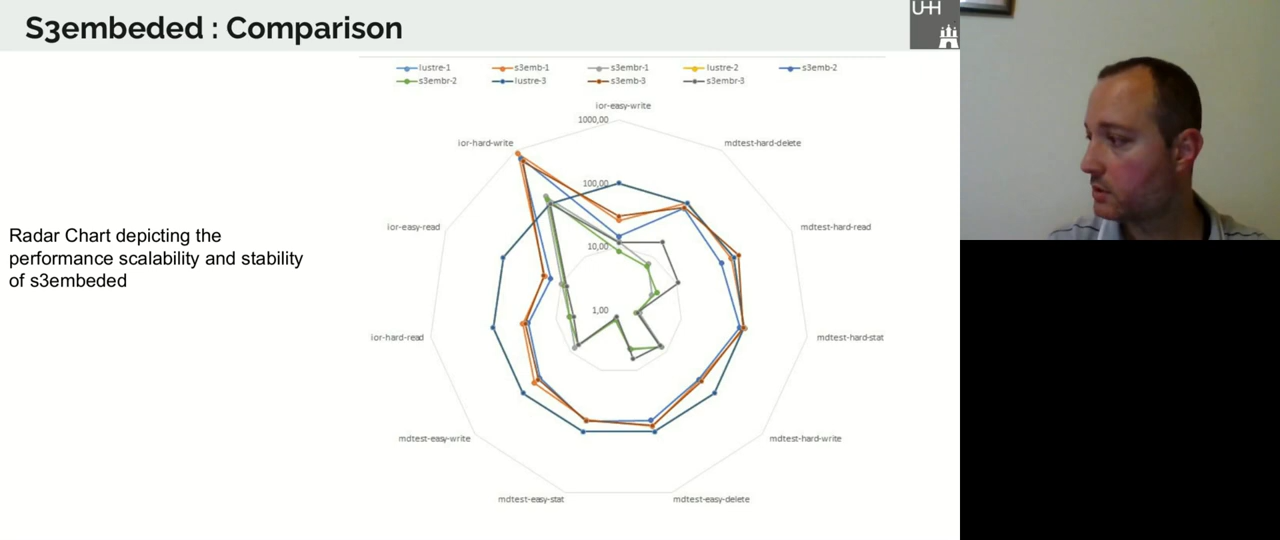 S3embeded : Comparison
UHH
lustre-1 s3emb-1 s3embr-1 lustre-2 s3emb-2
s3embr-2 lustre-3 s3emb-3 s3embr-3
ior-easy-write
1000,00
ior-hard-write mdtest-hard-delete
100,00
ior-easy-read mdtest-hard-read
Radar Chart depicting the
performance scalability and stability
of s3embeded
10,00
1,00
ior-hard-read mdtest-hard-stat
mdtest-easy-write mdtest-hard-write
mdtest-easy-stat mdtest-easy-delete